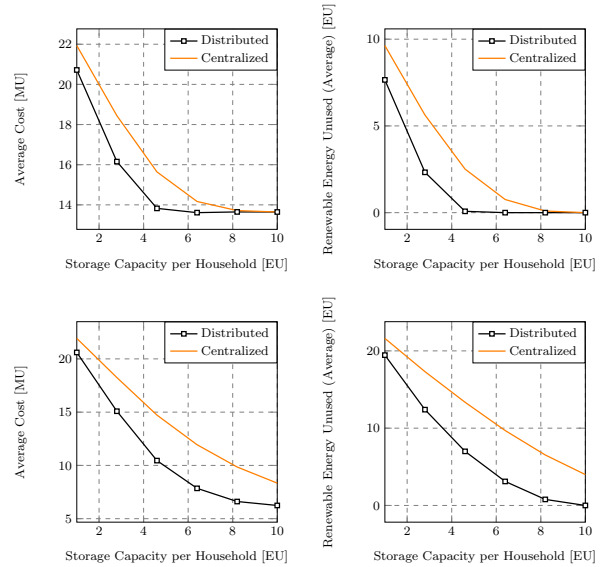 Distributed
Centralized
22
20
18
16
14
2
4
6
8
10
Average Cost [MU]
Storage Capacity per Household [EU]
Distributed
Centralized
10
5
0
2
4
6
8
10
Renewable Energy Unused (Average) [EU]
Storage Capacity per Household [EU]
Distributed
Centralized
20
15
10
5
2
4
6
8
10
Average Cost [MU]
Storage Capacity per Household [EU]
Distributed
Centralized
20
10
0
2
4
6
8
10
Renewable Energy Unused (Average) [EU]
Storage Capacity per Household [EU]